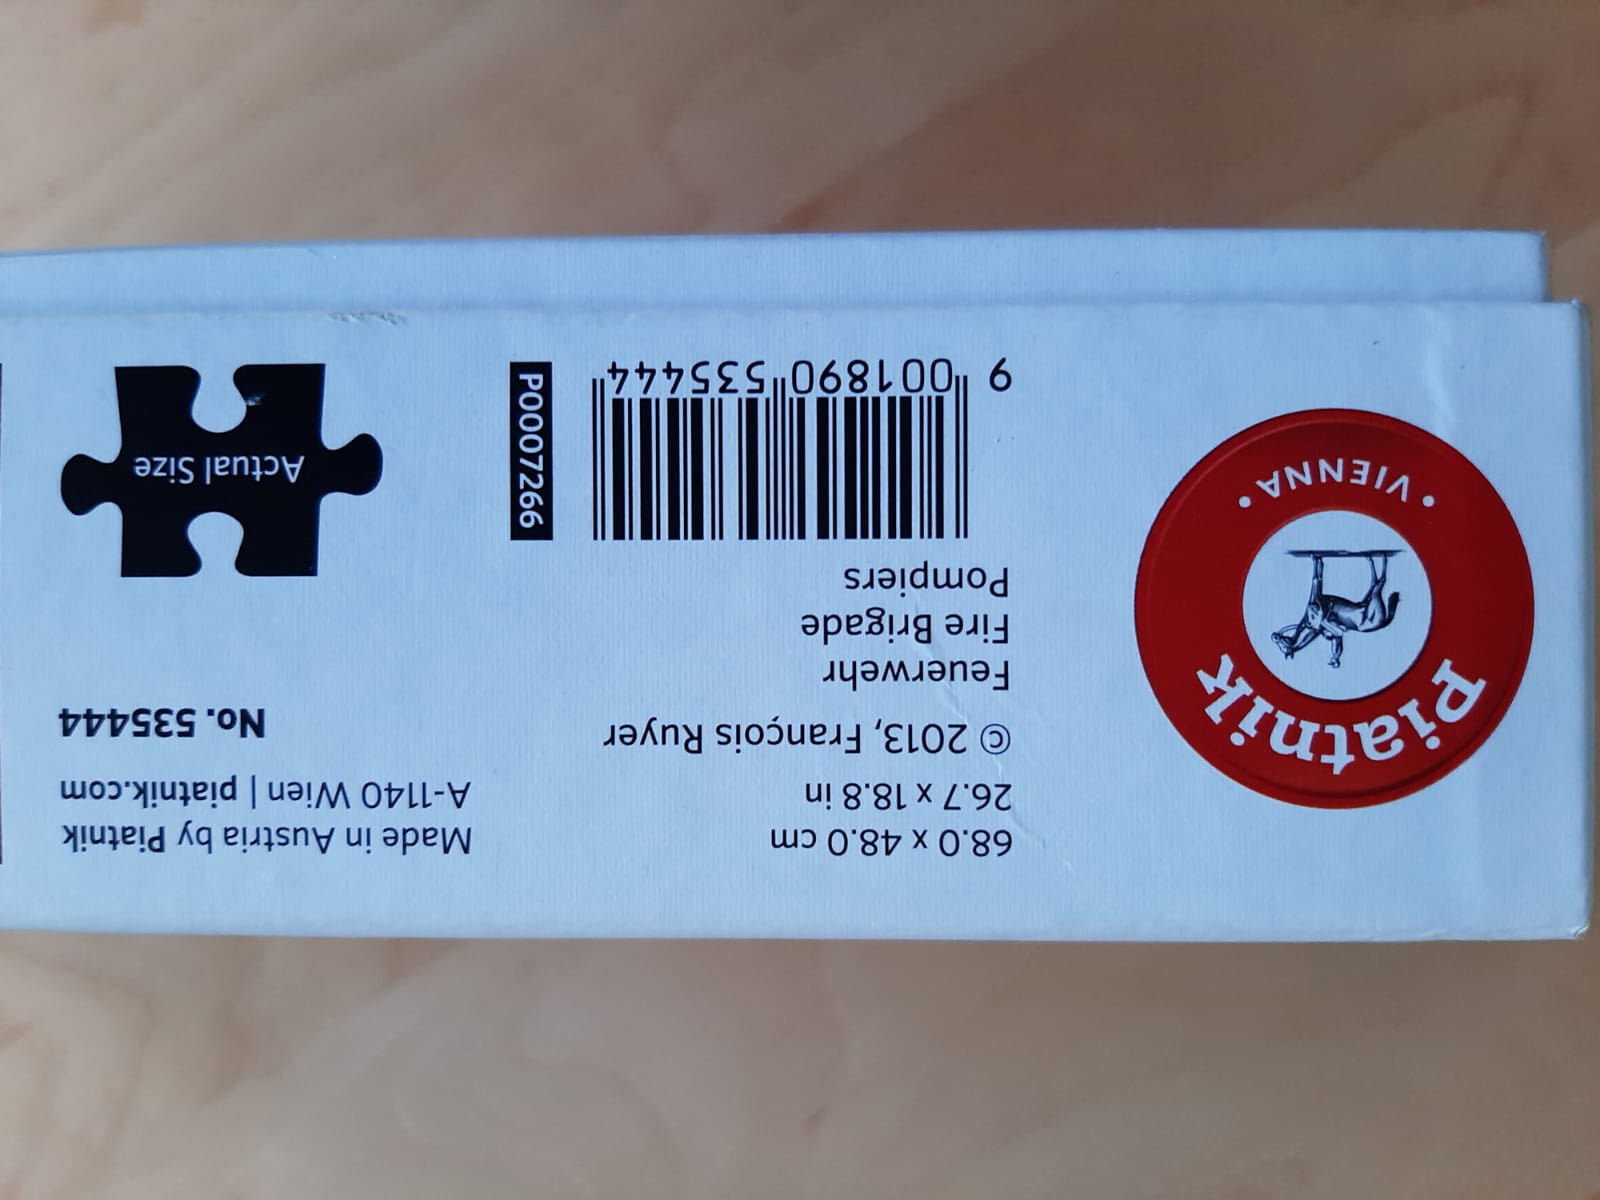 Piatnik
• VIENNA •
68.0 x 48.0 cm
26.7 x 18.8 in
© 2013, François Ruyer
Feuerwehr
Fire Brigade
Pompiers
9 001890 535444
P0007266
Made in Austria by Piatnik
A-1140 Wien | piatnik.com
No. 535444
Actual Size